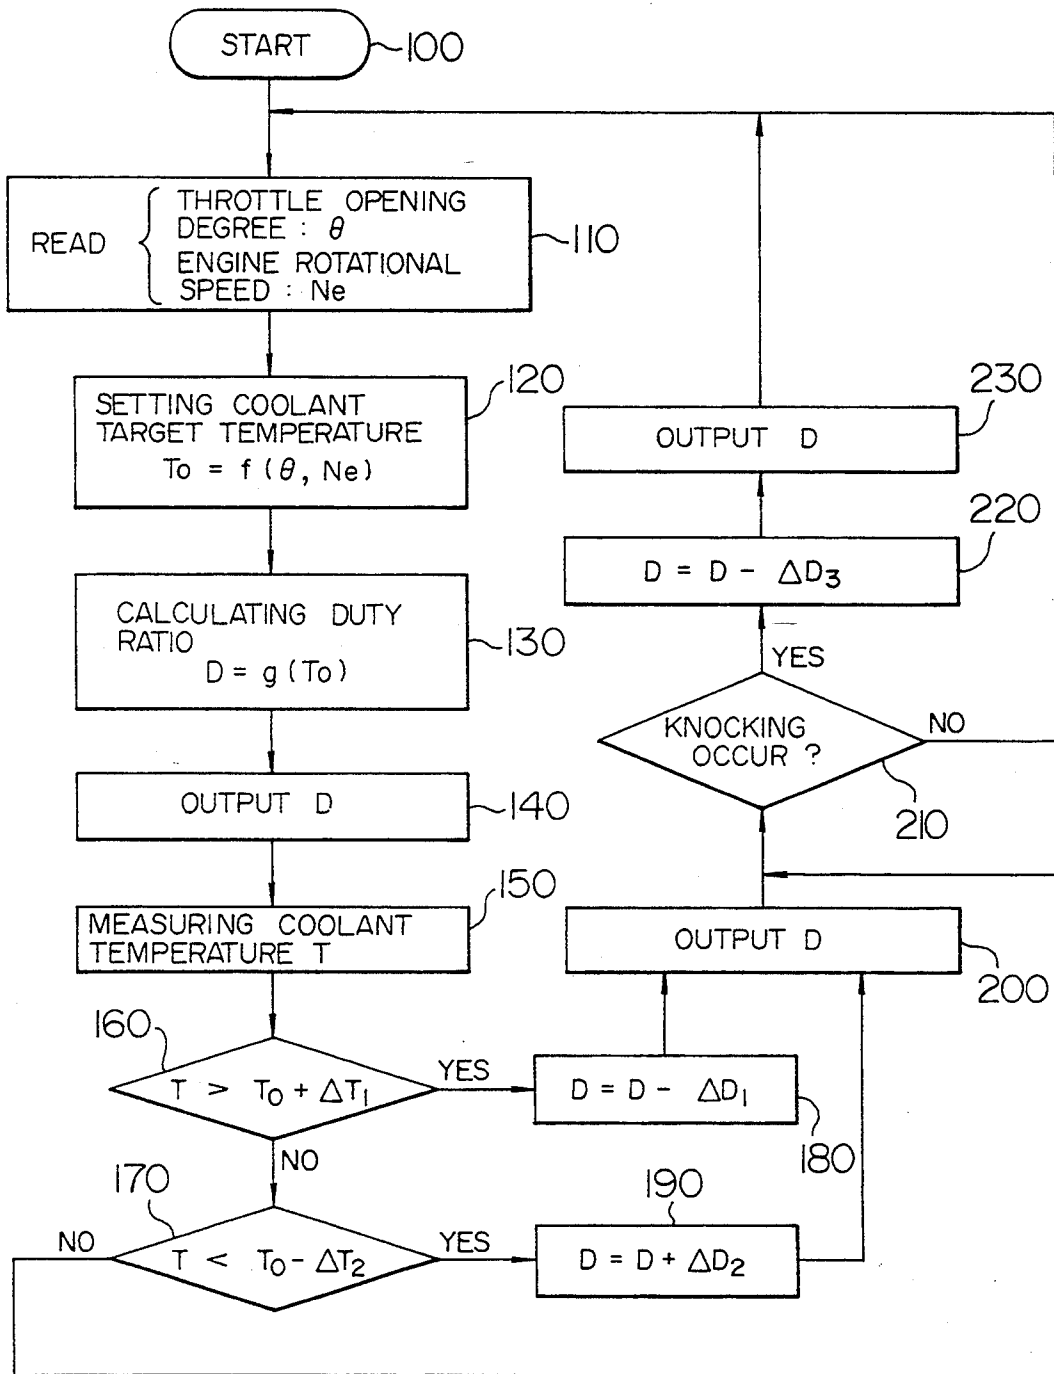 START
100
READ
THROTTLE OPENING
DEGREE : θ
ENGINE ROTATIONAL
SPEED : Ne
110
SETTING COOLANT
TARGET TEMPERATURE
To = f (θ, Ne)
120
CALCULATING DUTY
RATIO
D = g (To)
130
OUTPUT D
140
MEASURING COOLANT
TEMPERATURE T
150
160
T > T₀ + ΔT₁
YES
NO
170
T < T₀ - ΔT₂
NO
YES
D = D - ΔD₁
180
190
D = D + ΔD₂
OUTPUT D
200
KNOCKING
OCCUR ?
210
YES
NO
D = D - ΔD₃
220
OUTPUT D
230